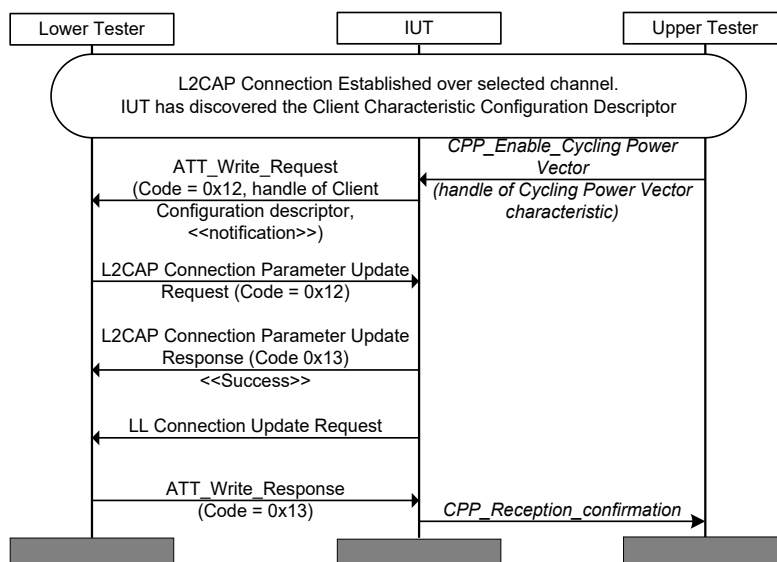 Lower Tester
IUT
Upper Tester
L2CAP Connection Established over selected channel.
IUT has discovered the Client Characteristic Configuration Descriptor
CPP_Enable_Cycling Power
Vector
(handle of Cycling Power Vector
characteristic)
ATT_Write_Request
(Code = 0x12, handle of Client
Configuration descriptor,
<<notification>>)
L2CAP Connection Parameter Update
Request (Code = 0x12)
L2CAP Connection Parameter Update
Response (Code 0x13)
<<Success>>
LL Connection Update Request
ATT_Write_Response
(Code = 0x13)
CPP_Reception_confirmation